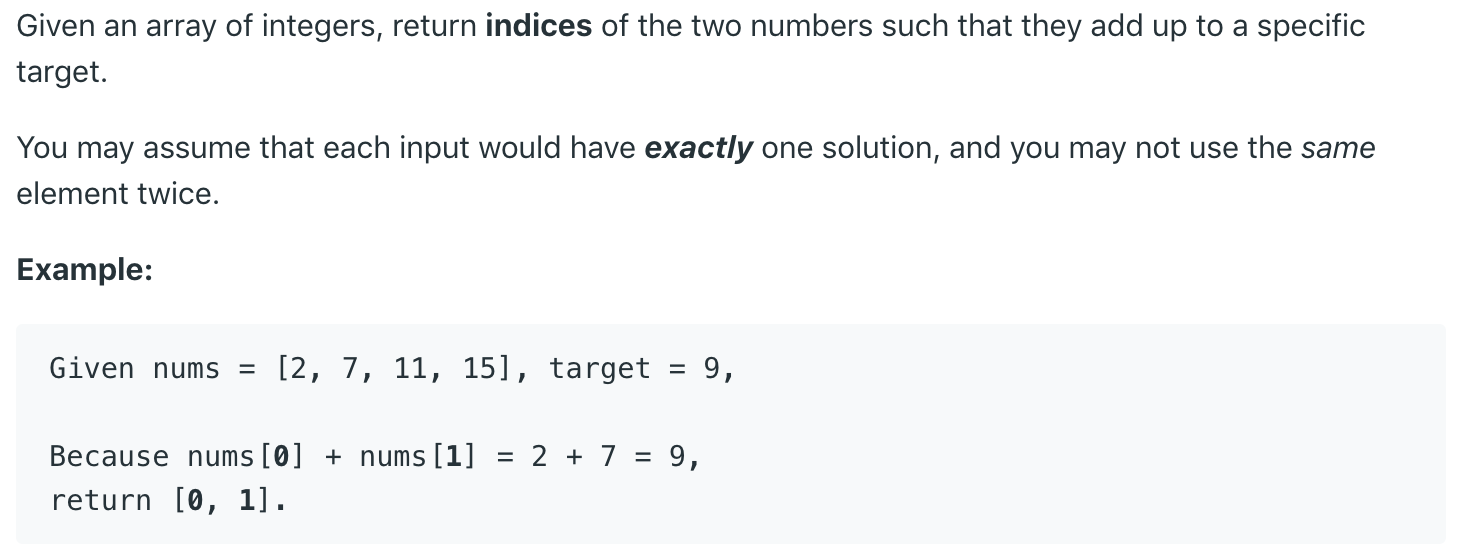 Given an array of integers, return indices of the two numbers such that they add up to a specific
target.
You may assume that each input would have exactly one solution, and you may not use the same
element twice.
Example:
Given nums = [2, 7, 11, 15], target = 9,
Because nums[0] + nums[1] = 2 + 7 = 9,
return [0, 1].